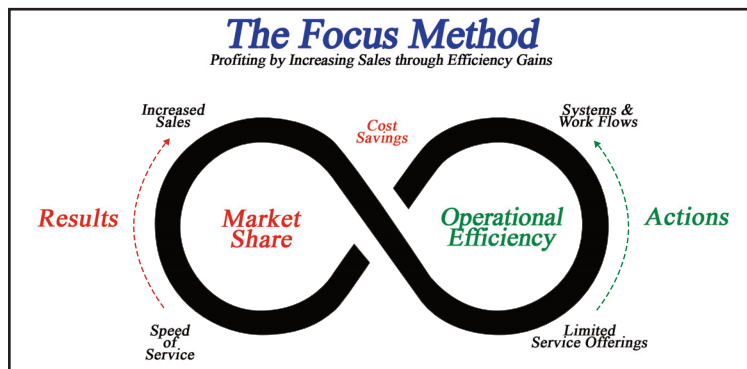 The Focus Method
Profiting by Increasing Sales through Efficiency Gains
Increased
Sales
Cost
Savings
Systems &
Work Flows
Results
Market
Share
Operational
Efficiency
Actions
Speed
of
Service
Limited
Service Offerings